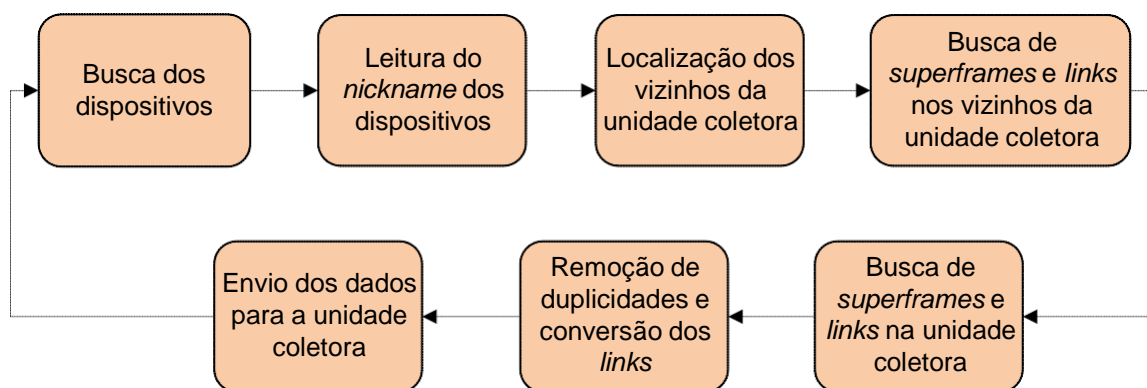 Busca dos
dispositivos
Leitura do
nickname dos
dispositivos
Localização dos
vizinhos da
unidade coletora
Busca de
superframes e links
nos vizinhos da
unidade coletora
Envio dos dados
para a unidade
coletora
Remoção de
duplicidades e
conversão dos
links
Busca de
superframes e
links na unidade
coletora